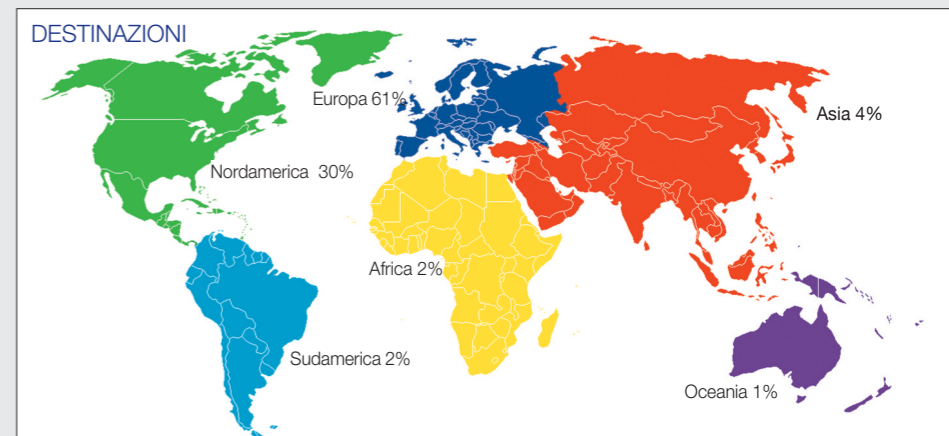 DESTINAZIONI
Europa 61%
Asia 4%
Nordamerica 30%
Africa 2%
Sudamerica 2%
Oceania 1%